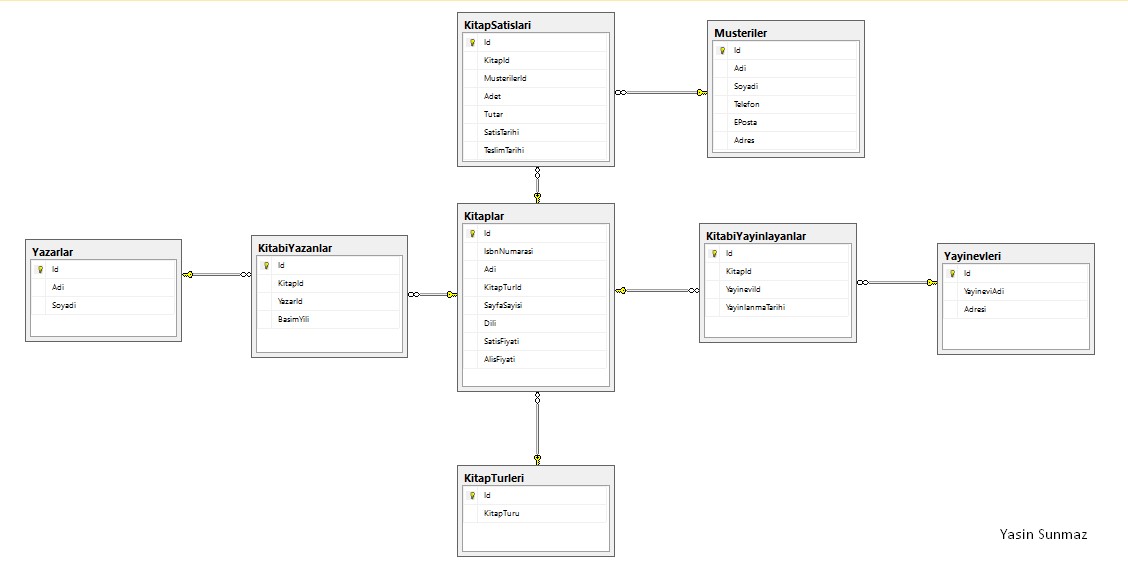 KitapSatislari
Id
KitapId
MusterilerId
Adet
Tutar
SatisTarihi
TeslimTarihi
Musteriler
Id
Adi
Soyadi
Telefon
EPosta
Adres
Yazarlar
Id
Adi
Soyadi
KitabiYazanlar
Id
KitapId
YazarId
BasimYili
Kitaplar
Id
IsbnNumarasi
Adi
KitapTurId
SayfaSayisi
Dili
SatisFiyati
AlisFiyati
KitabiYayinlayanlar
Id
KitapId
YayineviId
YayinlanmaTarihi
Yayinevleri
Id
YayineviAdi
Adresi
KitapTurleri
Id
KitapTuru
Yasin Sunmaz